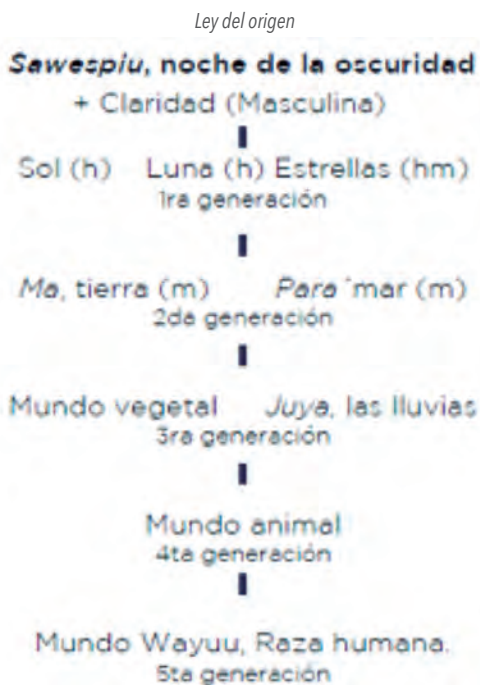 Ley del origen
Sawespiu, noche de la oscuridad
+ Claridad (Masculina)
Sol (h) Luna (h) Estrellas (hm)
1ra generación
Ma, tierra (m) Para ́mar (m)
2da generación
Mundo vegetal Juya, las lluvias
3ra generación
Mundo animal
4ta generación
Mundo Wayuu, Raza humana.
5ta generación